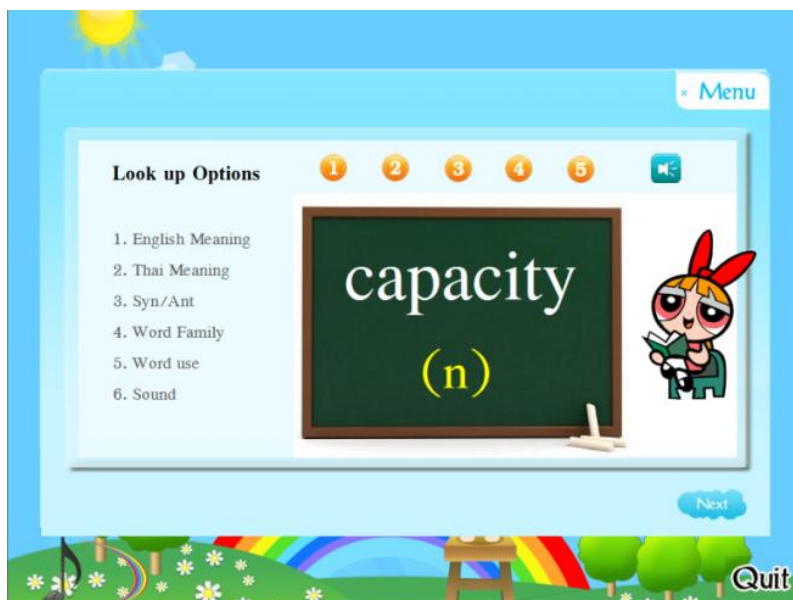 × Menu
Look up Options
1 2 3 4 5
1. English Meaning
2. Thai Meaning
3. Syn/Ant
4. Word Family
5. Word use
6. Sound
capacity
(n)
Next
Quit